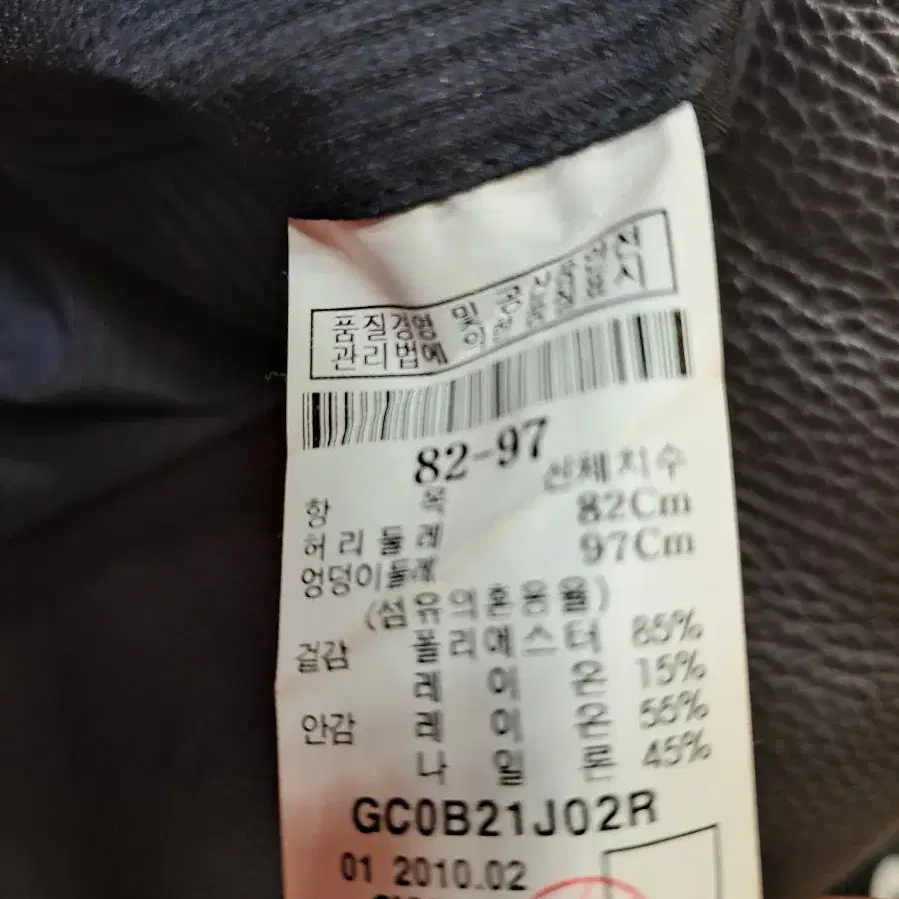 품질경영 및 공산품안전
관리법에 의한 품질표시
82-97
항 목 신체치수
허리둘레 82Cm
엉덩이둘레 97Cm
(섬유의혼용율)
겉감 폴리에스터 85%
레이온 15%
안감 레이온 55%
나일론 45%
GC0B21J02R
01 2010.02